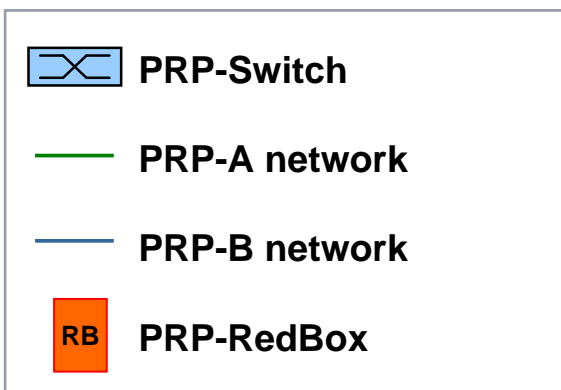 PRP-Switch
PRP-A network
PRP-B network
RB PRP-RedBox